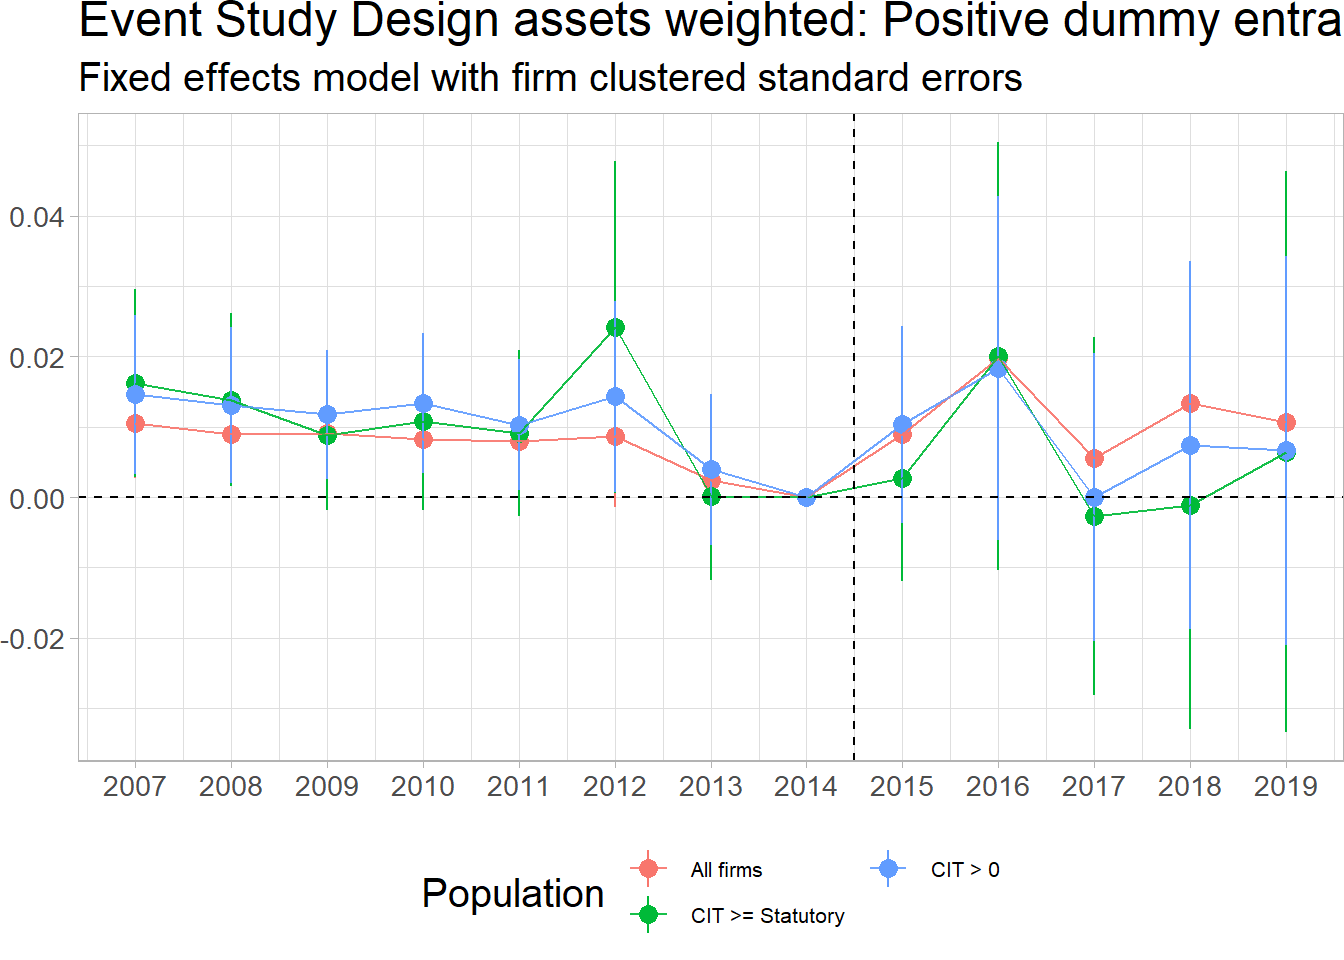 Event Study Design assets weighted: Positive dummy entra
Fixed effects model with firm clustered standard errors
0.04
0.02
0.00
-0.02
2007 2008 2009 2010 2011 2012 2013 2014 2015 2016 2017 2018 2019
Population
All firms
CIT > 0
CIT >= Statutory